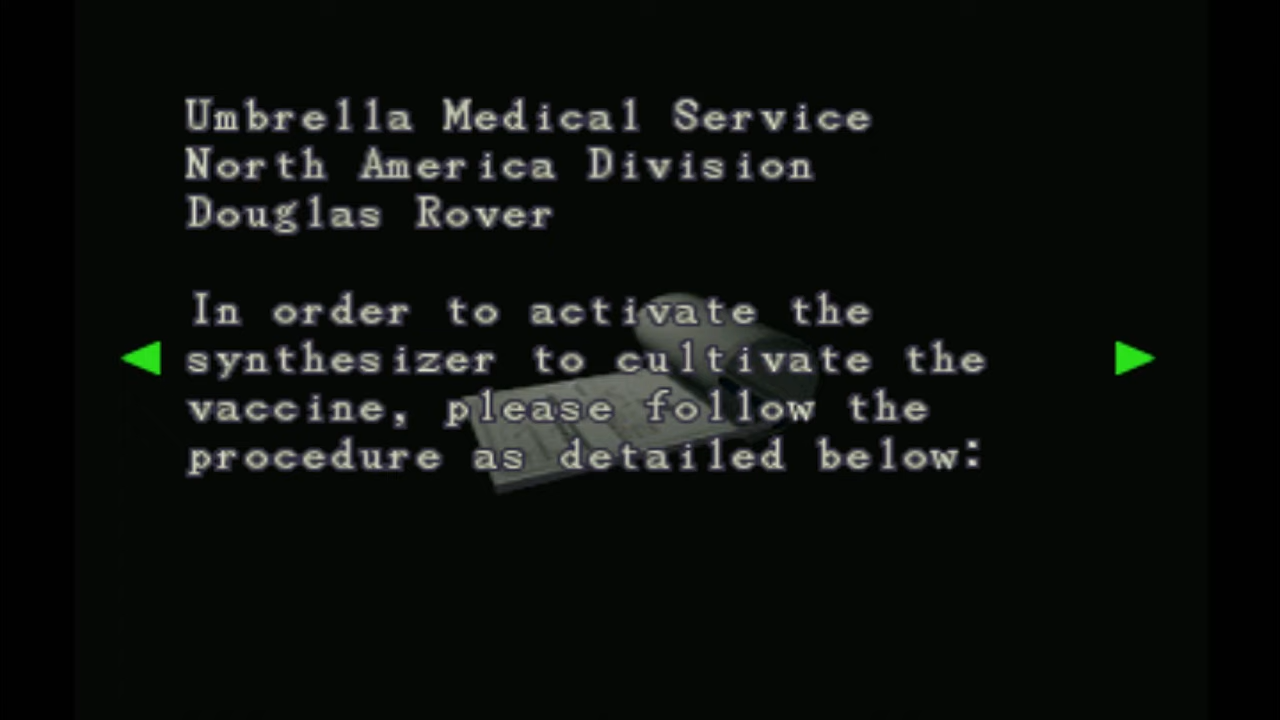 Umbrella Medical Service
North America Division
Douglas Rover
In order to activate the
synthesizer to cultivate the
vaccine, please follow the
procedure as detailed below: